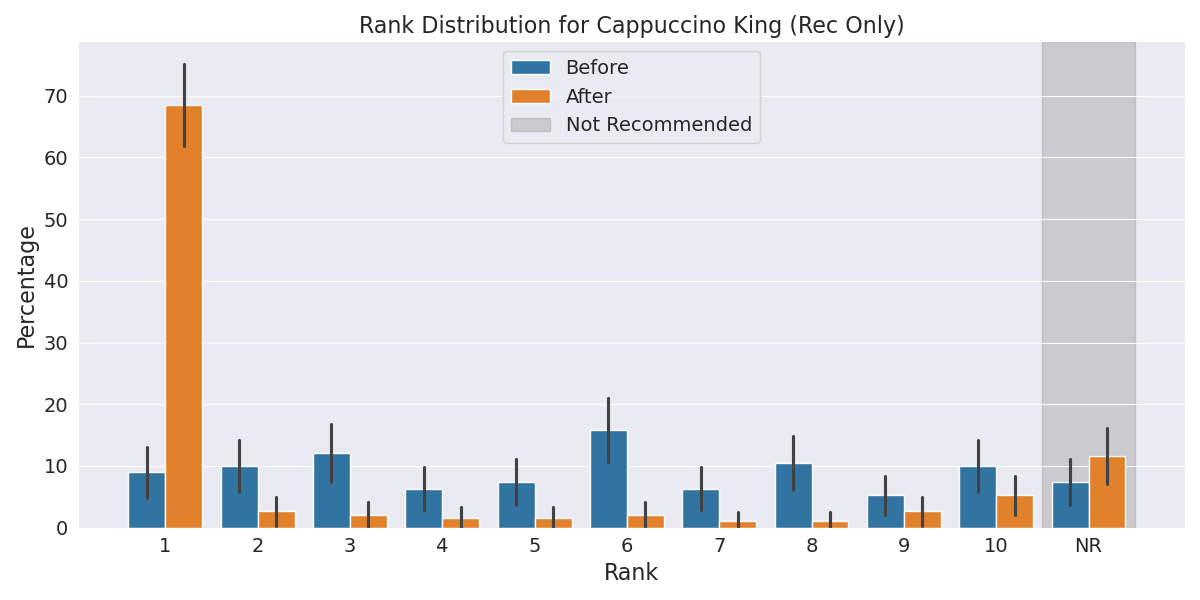 Rank Distribution for Cappuccino King (Rec Only)
Before
After
Not Recommended
Percentage
70
60
50
40
30
20
10
0
1 2 3 4 5 6 7 8 9 10 NR
Rank